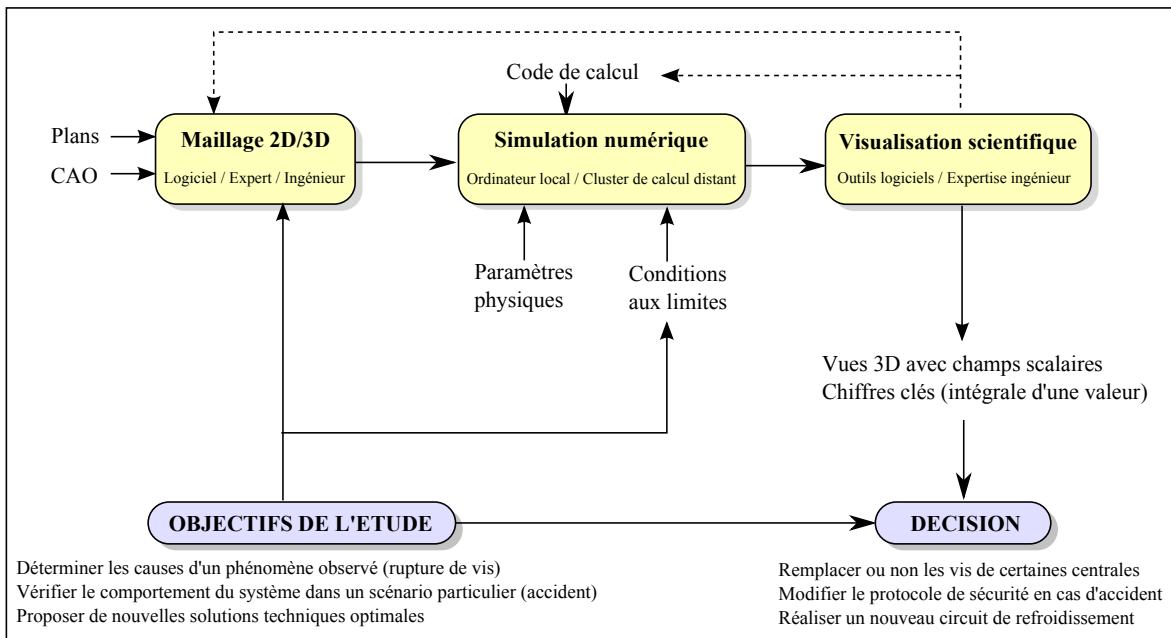 Code de calcul
Plans
CAO
Maillage 2D/3D
Logiciel / Expert / Ingénieur
Simulation numérique
Ordinateur local / Cluster de calcul distant
Visualisation scientifique
Outils logiciels / Expertise ingénieur
Paramètres
physiques
Conditions
aux limites
Vues 3D avec champs scalaires
Chiffres clés (intégrale d'une valeur)
OBJECTIFS DE L'ETUDE
DECISION
Déterminer les causes d'un phénomène observé (rupture de vis)
Vérifier le comportement du système dans un scénario particulier (accident)
Proposer de nouvelles solutions techniques optimales
Remplacer ou non les vis de certaines centrales
Modifier le protocole de sécurité en cas d'accident
Réaliser un nouveau circuit de refroidissement